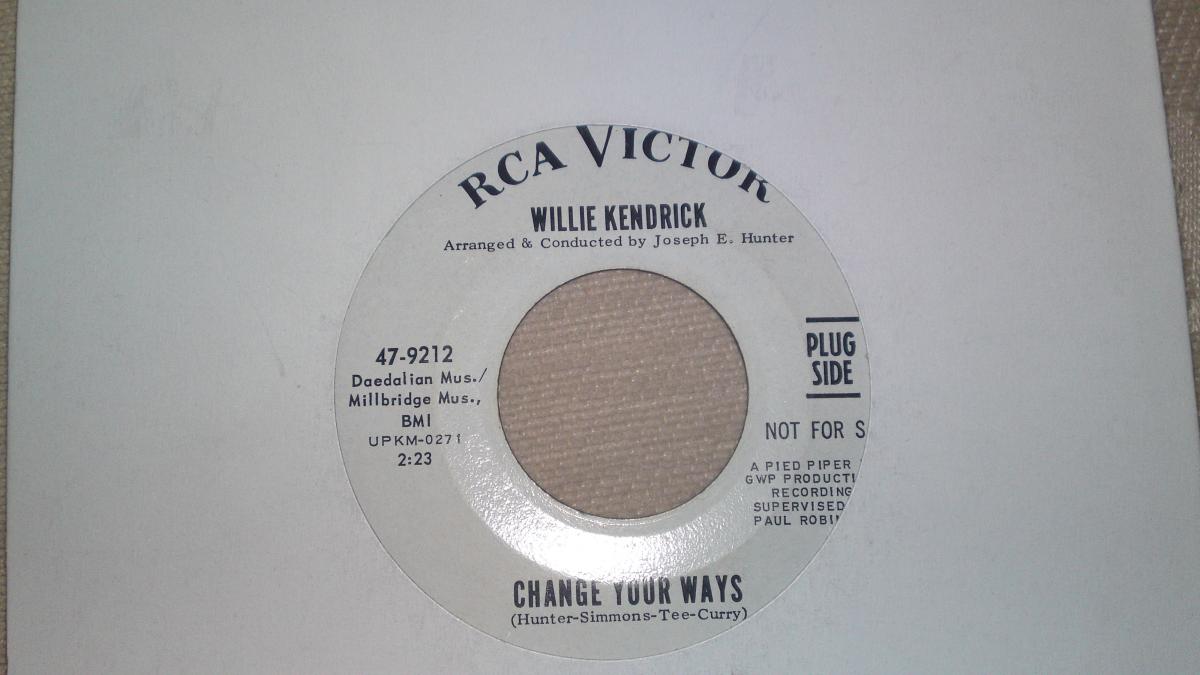 RCA VICTOR
WILLIE KENDRICK
Arranged & Conducted by Joseph E. Hunter
47-9212
Daedalian Mus./
Millbridge Mus.,
BMI
UPKM-0271
2:23
PLUG
SIDE
NOT FOR S
A PIED PIPER
GWP PRODUCTI
RECORDING
SUPERVISED
PAUL ROBI
CHANGE YOUR WAYS
(Hunter-Simmons-Tee-Curry)